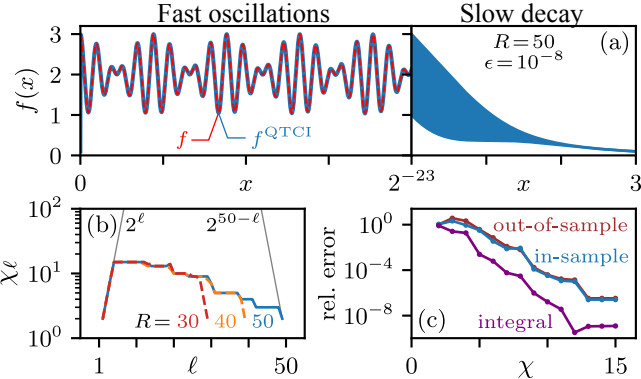 Fast oscillations
Slow decay
3
2
1
0
f(x)
f
f^QTCI
0
x
2^−23
R=50
ϵ=10^−8
(a)
x
3
(b)
2^ℓ
2^50−ℓ
10^2
10^1
10^0
χ_ℓ
R=30
40
50
1
ℓ
50
rel. error
10^0
10^−4
10^−8
out-of-sample
in-sample
integral
(c)
0
χ
15